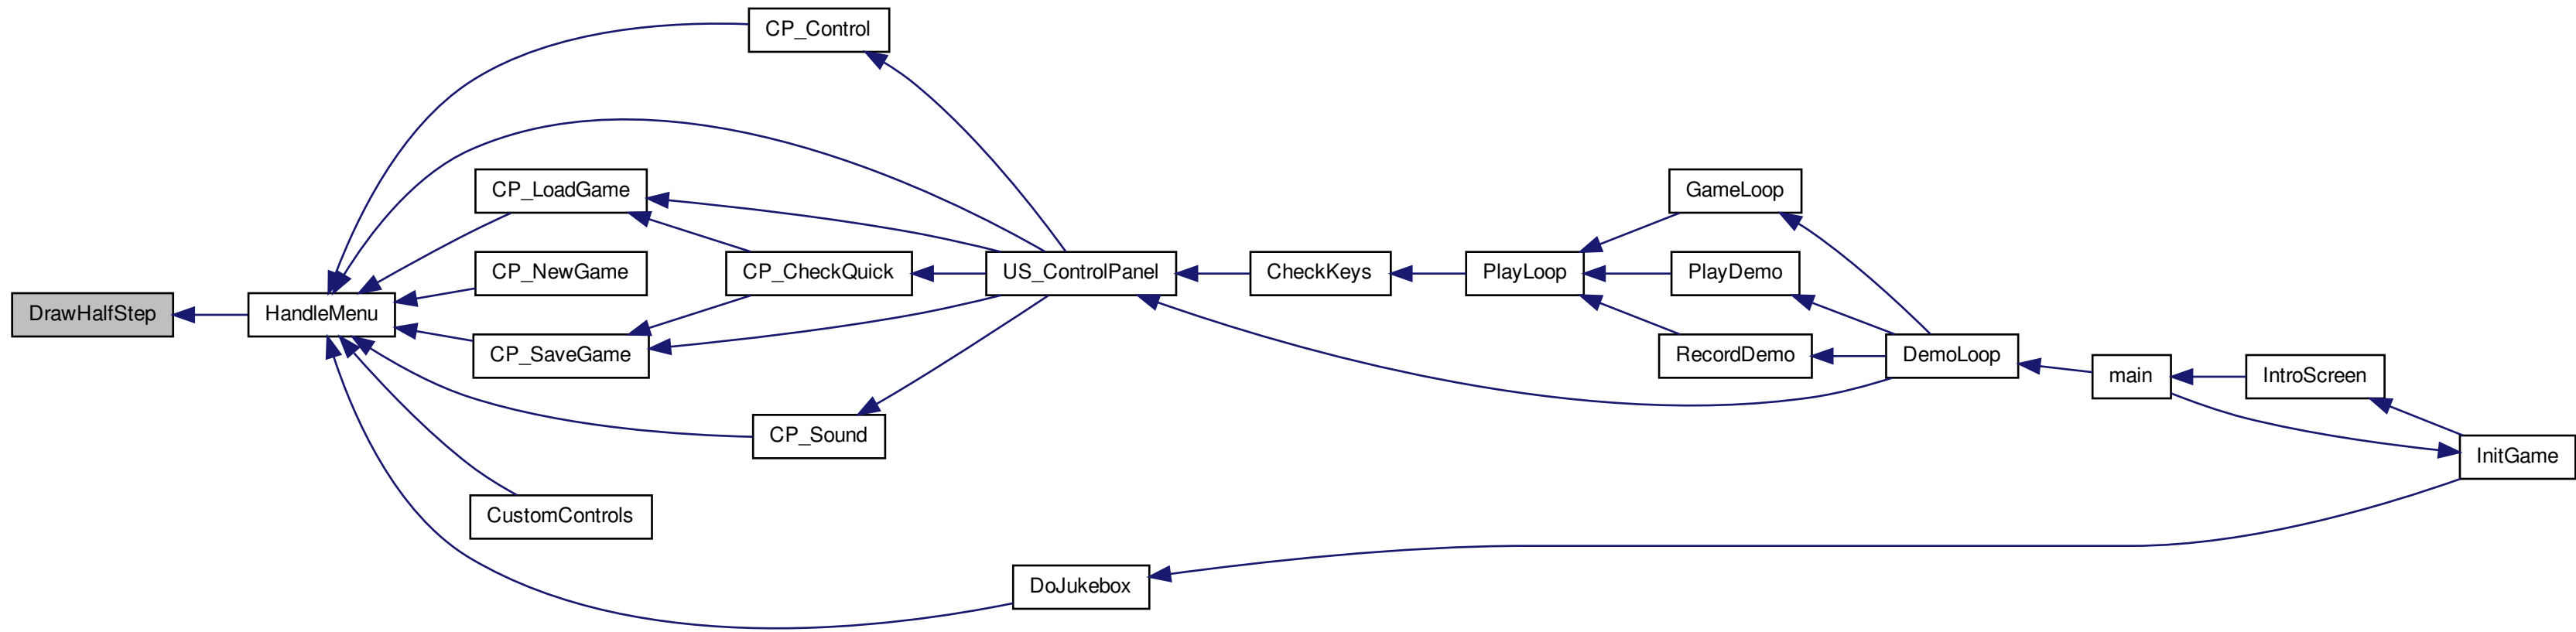 CP_Control
CP_LoadGame
GameLoop
CP_NewGame
CP_CheckQuick
US_ControlPanel
CheckKeys
PlayLoop
PlayDemo
DrawHalfStep
HandleMenu
CP_SaveGame
RecordDemo
DemoLoop
main
IntroScreen
CP_Sound
InitGame
CustomControls
DoJukebox